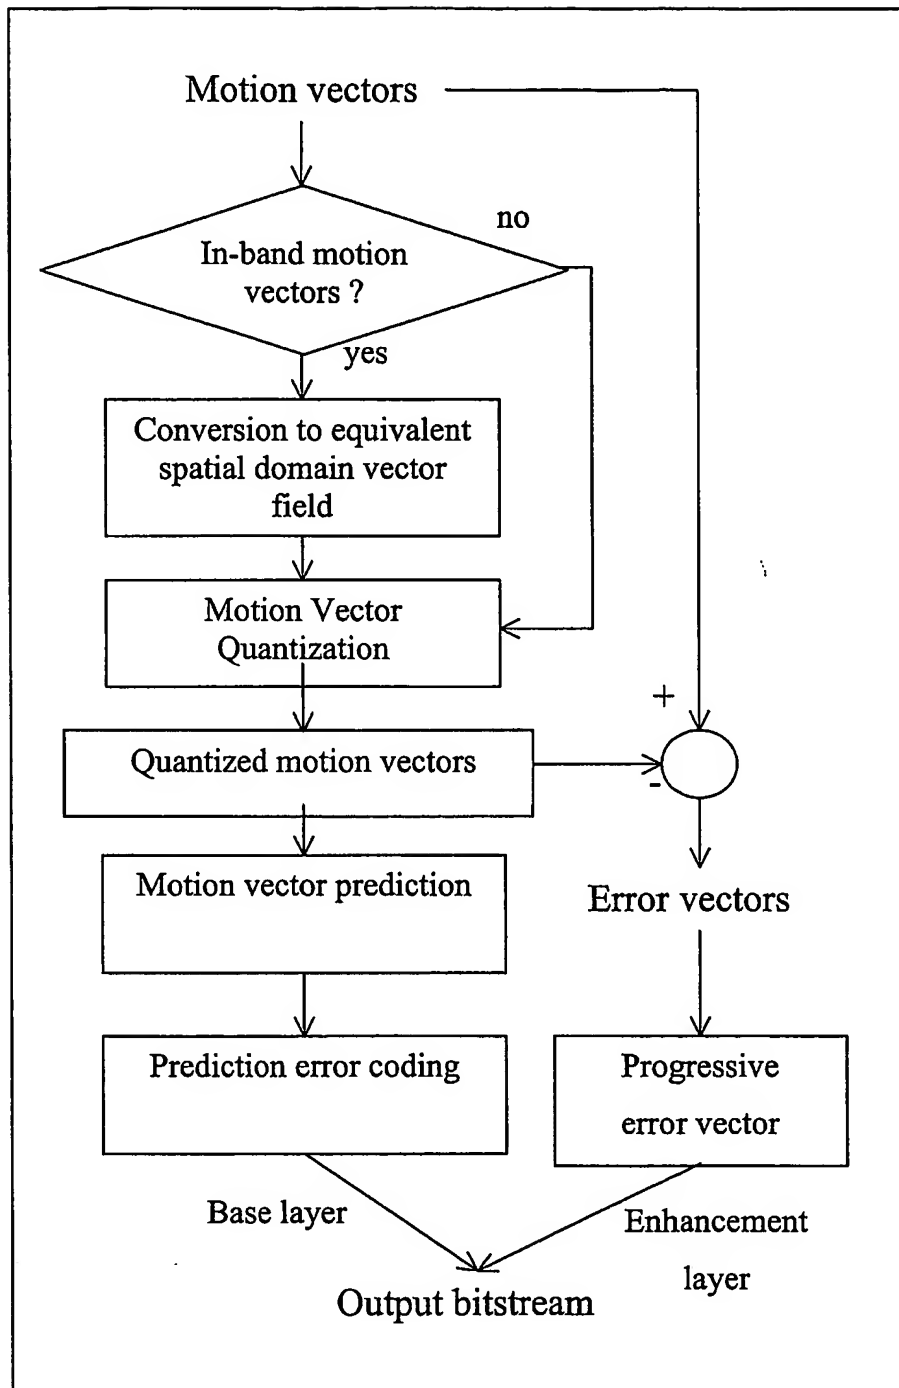 Motion vectors
no
In-band motion
vectors ?
yes
Conversion to equivalent
spatial domain vector
field
Motion Vector
Quantization
+
Quantized motion vectors
-
Motion vector prediction
Error vectors
Prediction error coding
Progressive
error vector
Base layer
Enhancement
layer
Output bitstream